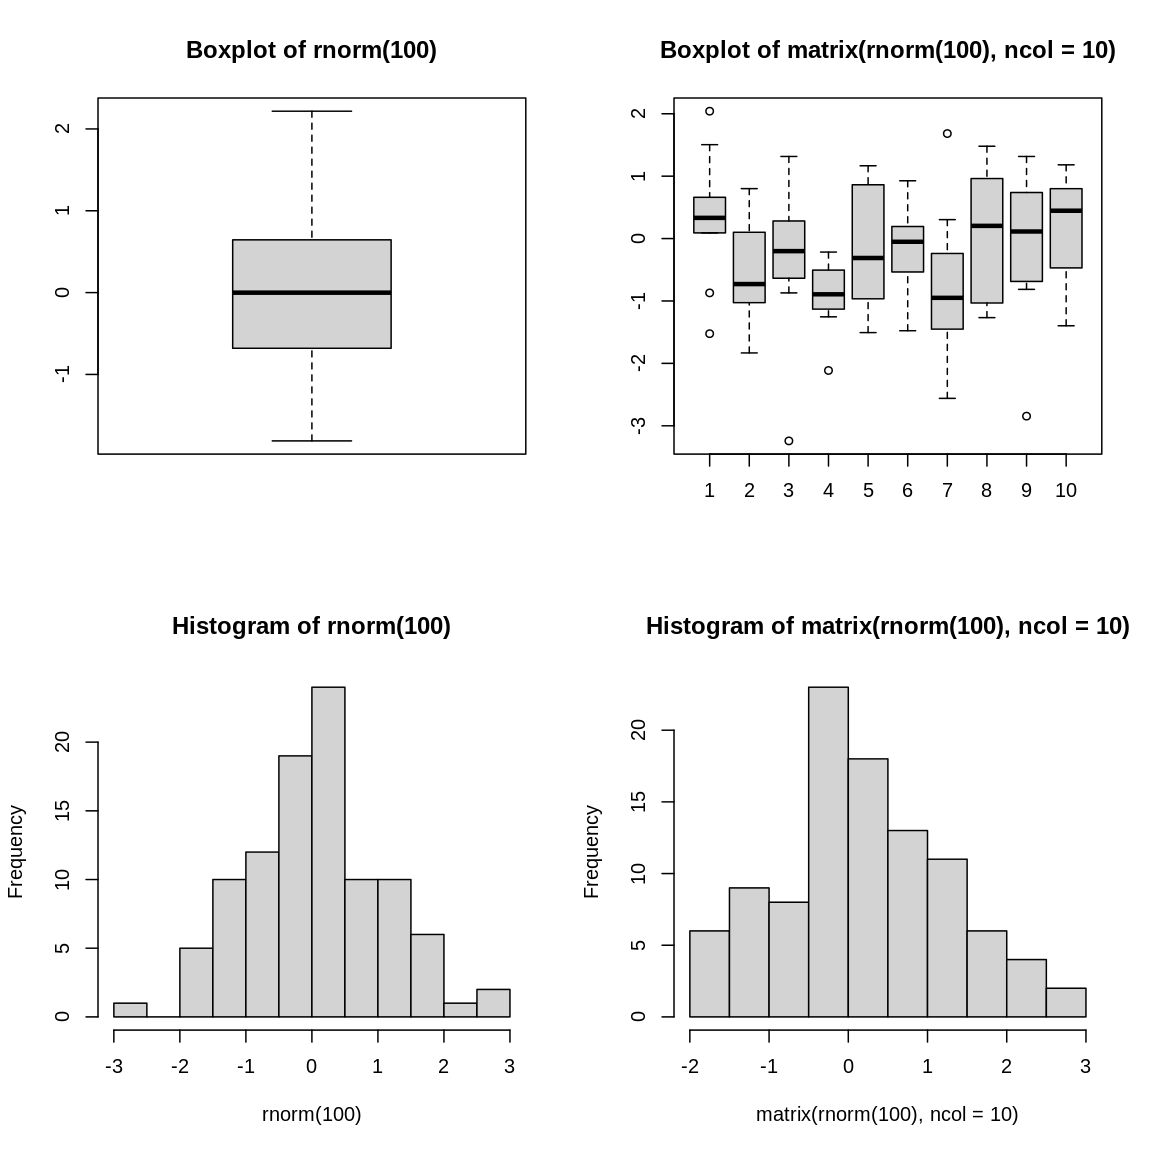 Boxplot of rnorm(100)
2
1
0
-1
Boxplot of matrix(rnorm(100), ncol = 10)
2
1
0
-1
-2
-3
1 2 3 4 5 6 7 8 9 10
Histogram of rnorm(100)
Frequency
20
15
10
5
0
-3 -2 -1 0 1 2 3
rnorm(100)
Histogram of matrix(rnorm(100), ncol = 10)
Frequency
20
15
10
5
0
-2 -1 0 1 2 3
matrix(rnorm(100), ncol = 10)